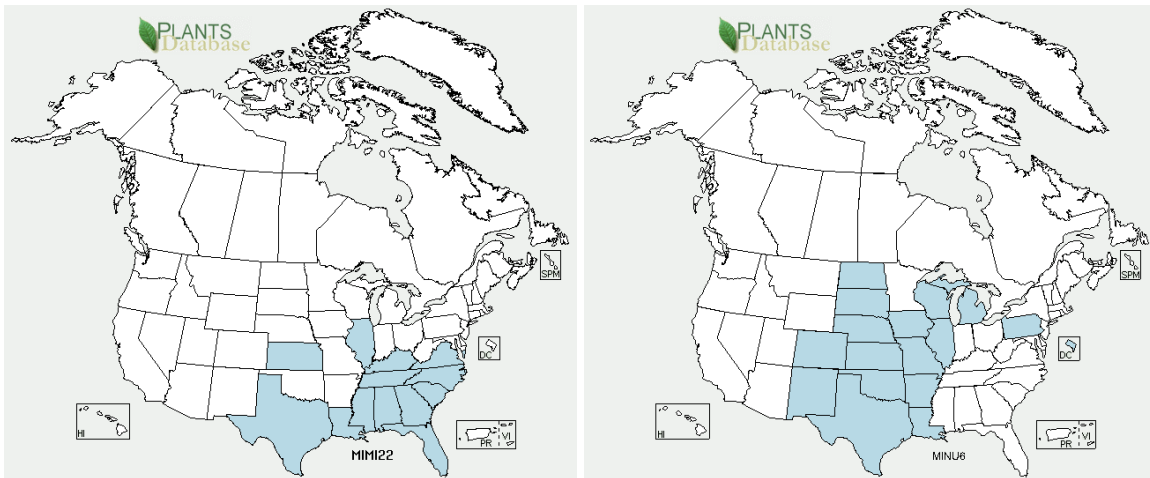 PLANTS
Database
SPM
DC
HI
PR
VI
MIMI22
PLANTS
Database
SPM
DC
HI
PR
VI
MINU6